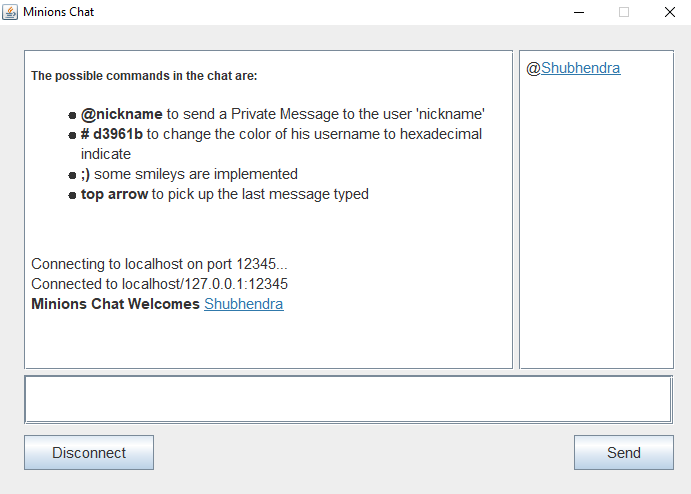 Minions Chat
The possible commands in the chat are:
@nickname to send a Private Message to the user 'nickname'
# d3961b to change the color of his username to hexadecimal
indicate
;) some smileys are implemented
top arrow to pick up the last message typed
Connecting to localhost on port 12345...
Connected to localhost/127.0.0.1:12345
Minions Chat Welcomes Shubhendra
@Shubhendra
Disconnect
Send